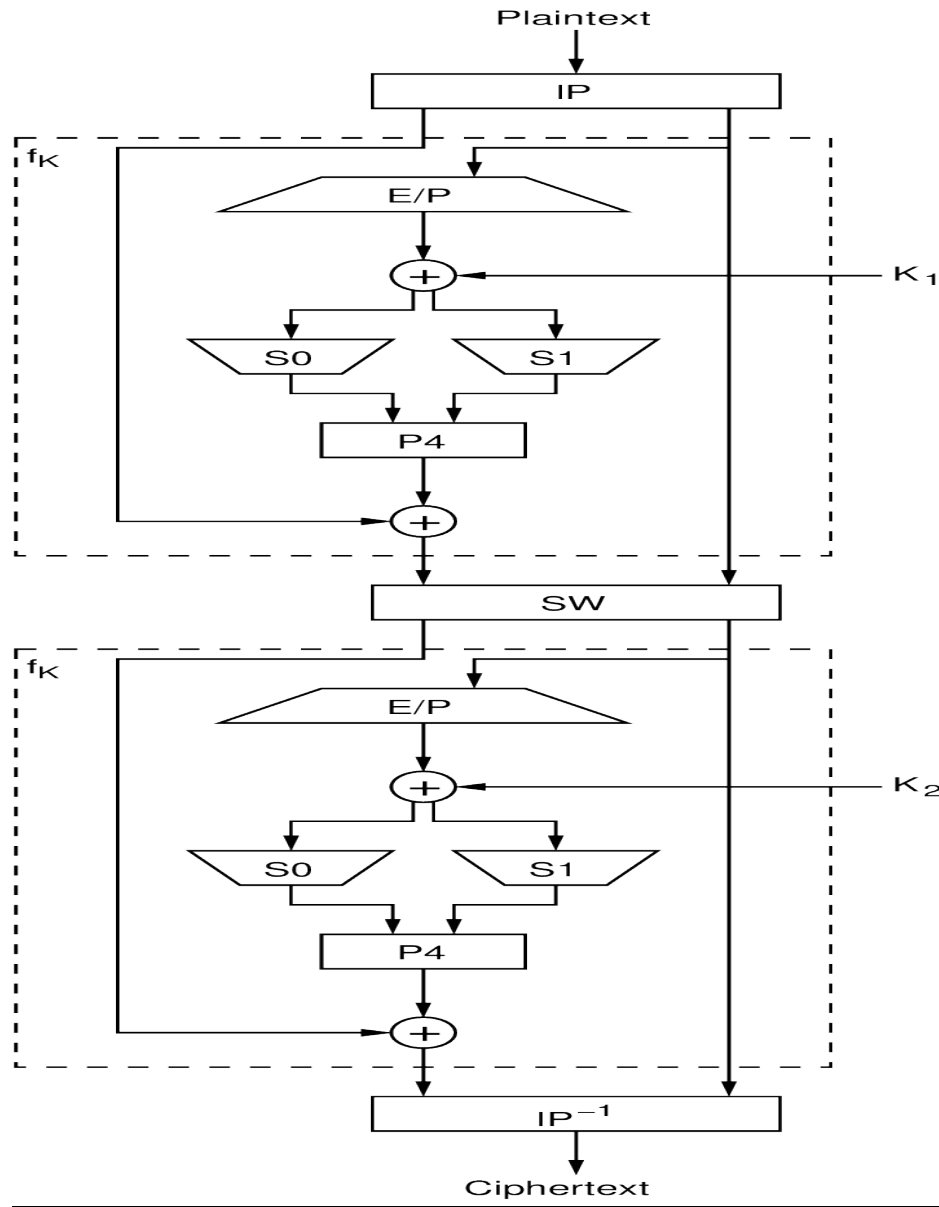 Plaintext
IP
fK
E/P
+
K1
S0 S1
P4
+
SW
fK
E/P
+
K2
S0 S1
P4
+
IP−1
Ciphertext